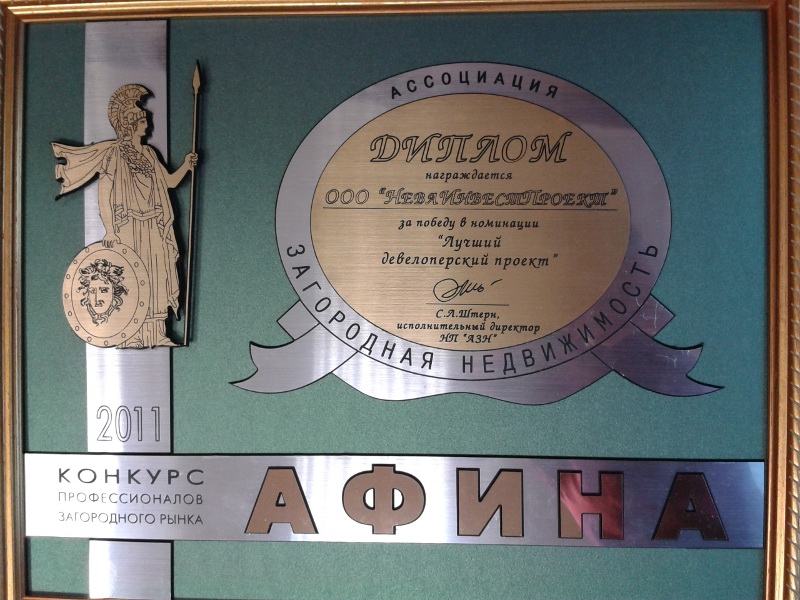 АССОЦИАЦИЯ
ДИПЛОМ
награждается
ООО "НеваИнвестПроект"
за победу в номинации
"Лучший
девелоперский проект"
С.Л.Штерн,
исполнительный директор
НП "АЗН"
ЗАГОРОДНАЯ НЕДВИЖИМОСТЬ
2011
КОНКУРС
ПРОФЕССИОНАЛОВ
ЗАГОРОДНОГО РЫНКА
АФИНА